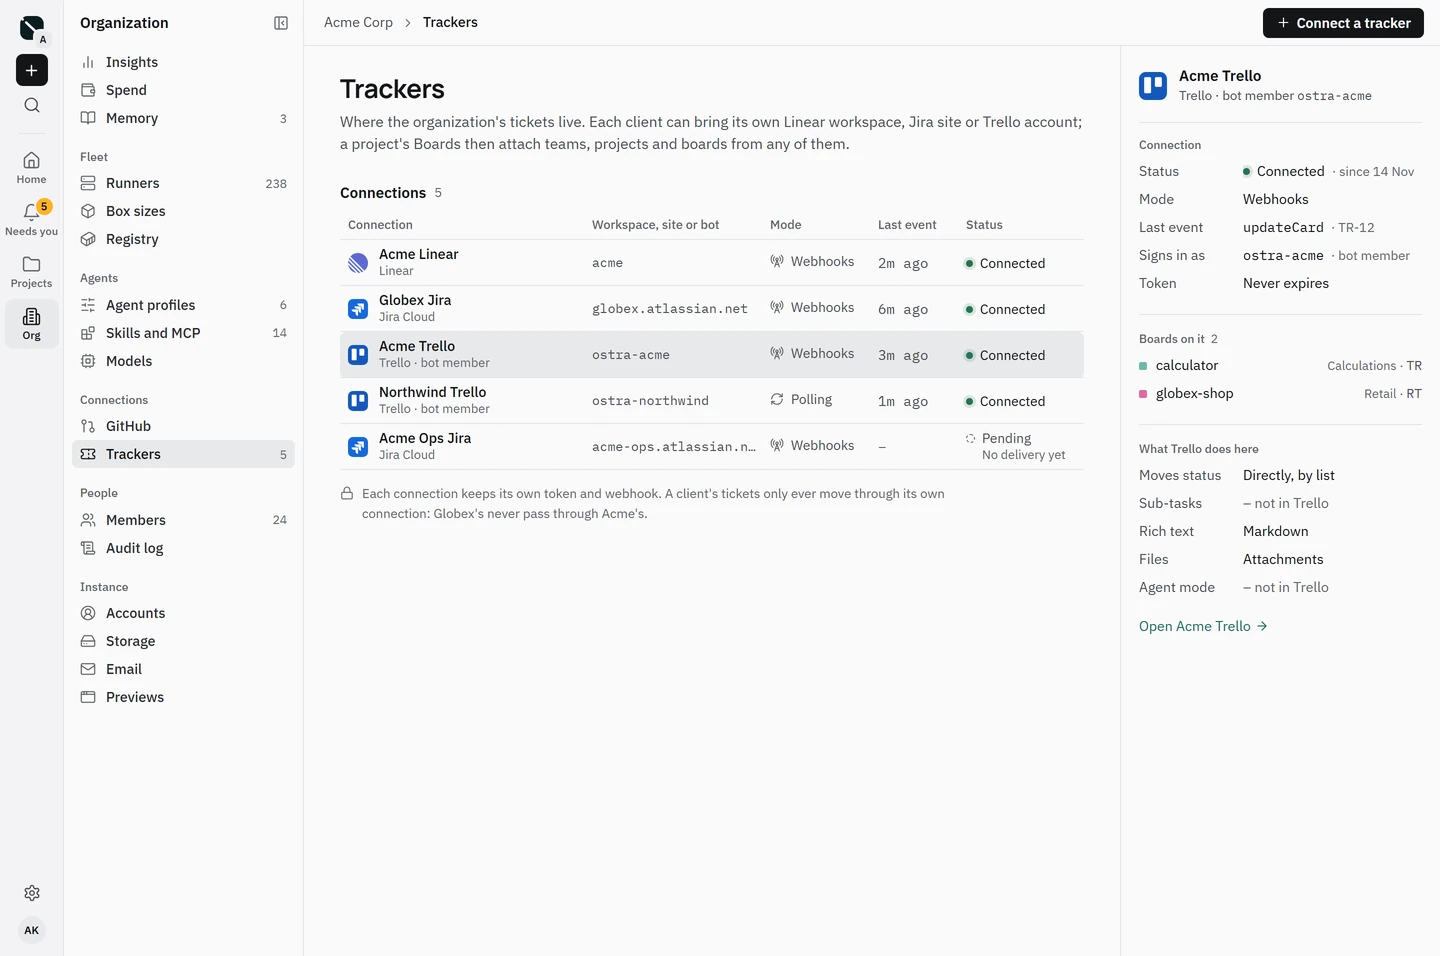 A
Home
5
Needs you
Projects
Org
AK
Organization
Insights
Spend
Memory 3
Fleet
Runners 238
Box sizes
Registry
Agents
Agent profiles 6
Skills and MCP 14
Models
Connections
GitHub
Trackers 5
People
Members 24
Audit log
Instance
Accounts
Storage
Email
Previews
Acme Corp > Trackers
+ Connect a tracker
Trackers
Where the organization's tickets live. Each client can bring its own Linear workspace, Jira site or Trello account;
a project's Boards then attach teams, projects and boards from any of them.
Connections 5
Connection Workspace, site or bot Mode Last event Status
Acme Linear
Linear
acme Webhooks 2m ago Connected
Globex Jira
Jira Cloud
globex.atlassian.net Webhooks 6m ago Connected
Acme Trello
Trello · bot member
ostra-acme Webhooks 3m ago Connected
Northwind Trello
Trello · bot member
ostra-northwind Polling 1m ago Connected
Acme Ops Jira
Jira Cloud
acme-ops.atlassian.n… Webhooks – Pending
No delivery yet
Each connection keeps its own token and webhook. A client's tickets only ever move through its own
connection: Globex's never pass through Acme's.
Acme Trello
Trello · bot member ostra-acme
Connection
Status Connected · since 14 Nov
Mode Webhooks
Last event updateCard · TR-12
Signs in as ostra-acme · bot member
Token Never expires
Boards on it 2
calculator Calculations · TR
globex-shop Retail · RT
What Trello does here
Moves status Directly, by list
Sub-tasks – not in Trello
Rich text Markdown
Files Attachments
Agent mode – not in Trello
Open Acme Trello →